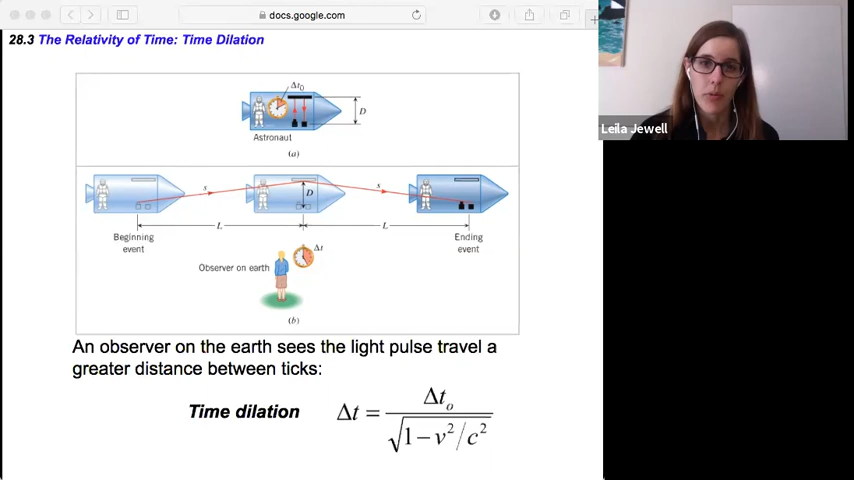 docs.google.com
28.3 The Relativity of Time: Time Dilation
Δt₀
D
Astronaut
(a)
s
s
D
L
L
Beginning
event
Ending
event
Δt
Observer on earth
(b)
An observer on the earth sees the light pulse travel a
greater distance between ticks:
Time dilation Δt = Δtₒ / √(1 − v²/c²)
Leila Jewell